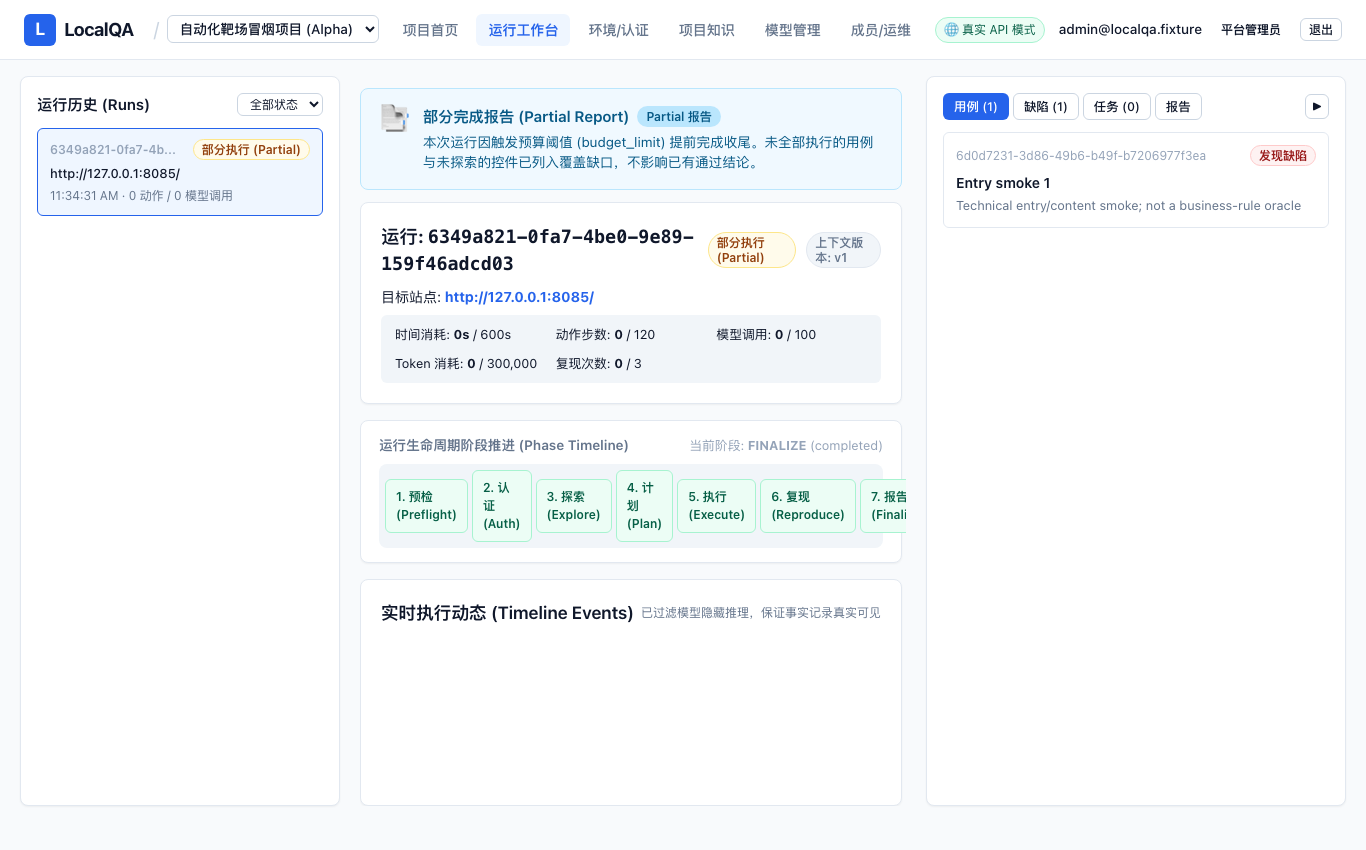 L LocalQA / 自动化靶场冒烟项目 (Alpha) 项目首页 运行工作台 环境/认证 项目知识 模型管理 成员/运维 真实 API 模式 admin@localqa.fixture 平台管理员 退出
运行历史 (Runs) 全部状态
6349a821-0fa7-4b... 部分执行 (Partial)
http://127.0.0.1:8085/
11:34:31 AM · 0 动作 / 0 模型调用
部分完成报告 (Partial Report) Partial 报告
本次运行因触发预算阈值 (budget_limit) 提前完成收尾。未全部执行的用例
与未探索的控件已列入覆盖缺口，不影响已有通过结论。
运行: 6349a821-0fa7-4be0-9e89-
159f46adcd03
部分执行
(Partial)
上下文版
本: v1
目标站点: http://127.0.0.1:8085/
时间消耗: 0s / 600s 动作步数: 0 / 120 模型调用: 0 / 100
Token 消耗: 0 / 300,000 复现次数: 0 / 3
运行生命周期阶段推进 (Phase Timeline) 当前阶段: FINALIZE (completed)
1. 预检
(Preflight)
2. 认
证
(Auth)
3. 探索
(Explore)
4. 计
划
(Plan)
5. 执行
(Execute)
6. 复现
(Reproduce)
7. 报告
(Finali
实时执行动态 (Timeline Events) 已过滤模型隐藏推理，保证事实记录真实可见
用例 (1) 缺陷 (1) 任务 (0) 报告
6d0d7231-3d86-49b6-b49f-b7206977f3ea 发现缺陷
Entry smoke 1
Technical entry/content smoke; not a business-rule oracle